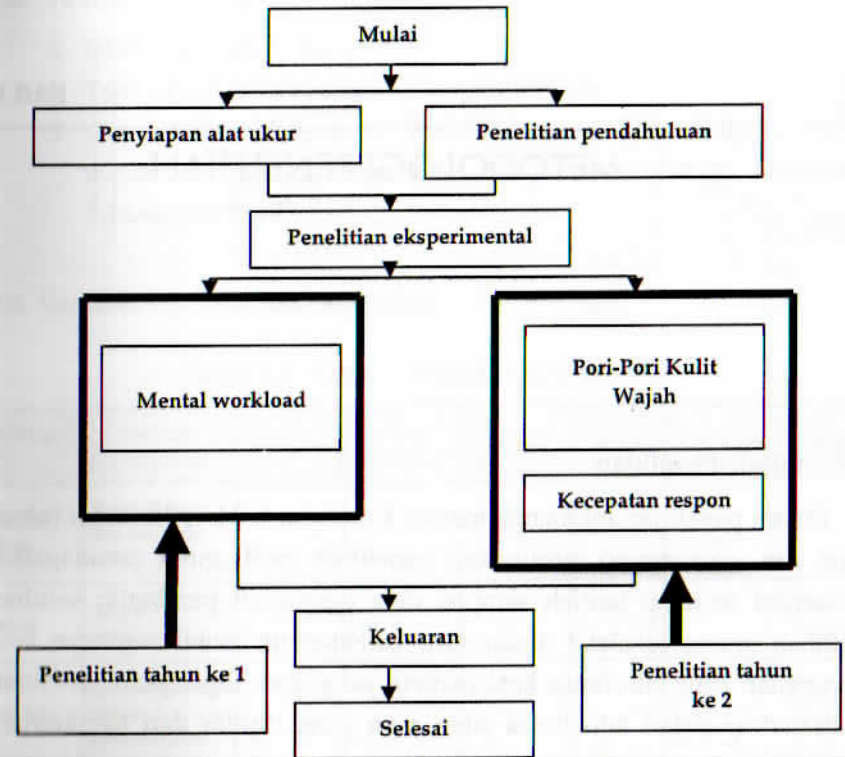 Mulai
Penyiapan alat ukur
Penelitian pendahuluan
Penelitian eksperimental
Mental workload
Pori-Pori Kulit
Wajah
Kecepatan respon
Keluaran
Penelitian tahun ke 1
Penelitian tahun
ke 2
Selesai